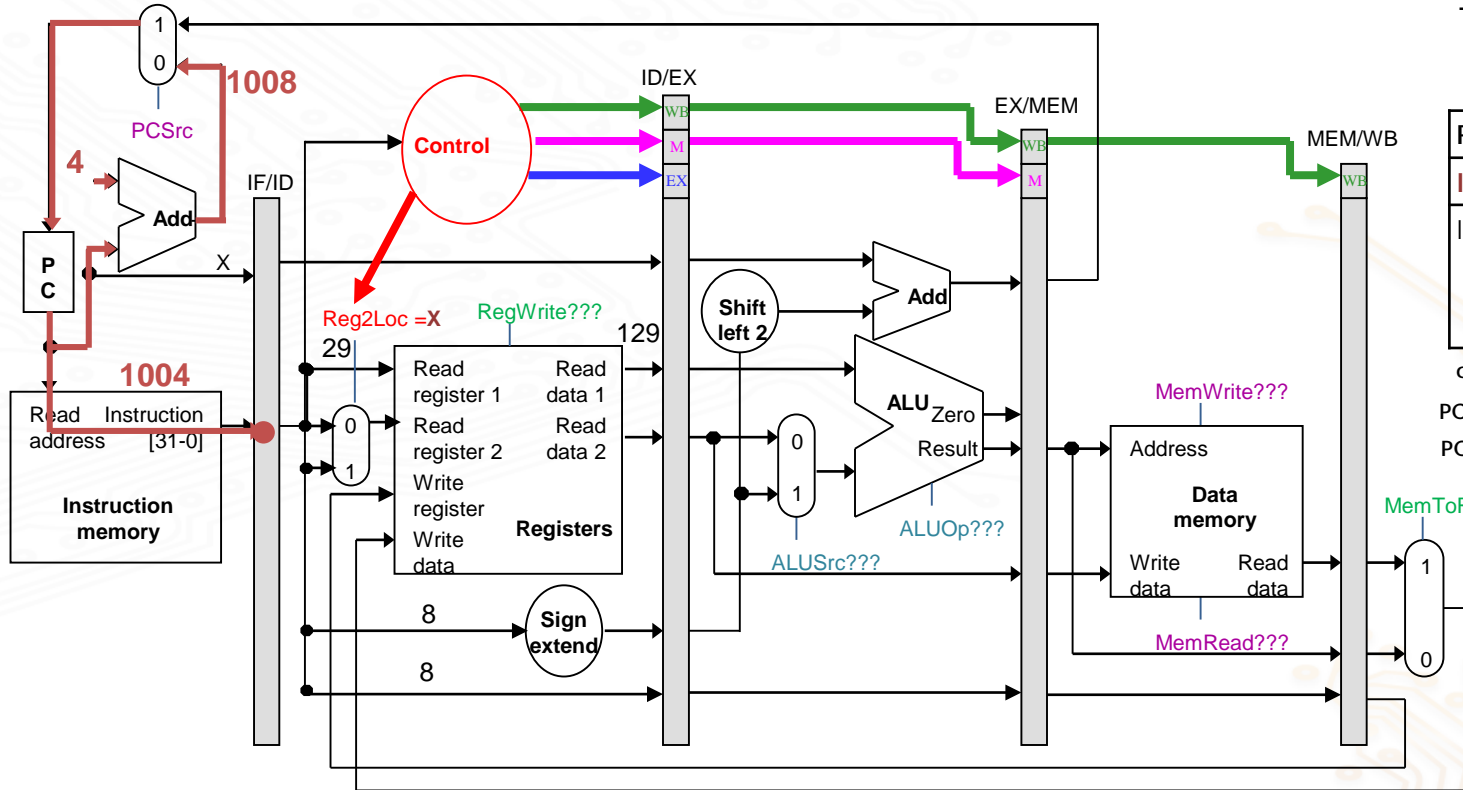 1
0
1008
PCSrc
4
Add
P
C
X
IF/ID
1004
Read
address
Instruction
[31-0]
Instruction
memory
Control
Reg2Loc =X
RegWrite???
29
129
Read
register 1
Read
data 1
Read
register 2
Read
data 2
Write
register
Write
data
Registers
0
1
8
Sign
extend
8
ID/EX
WB
M
EX
Shift
left 2
Add
ALU
Zero
Result
0
1
ALUSrc???
ALUOp???
EX/MEM
WB
M
MemWrite???
Address
Data
memory
Write
data
Read
data
MemRead???
MEM/WB
WB
1
0
PC
PC